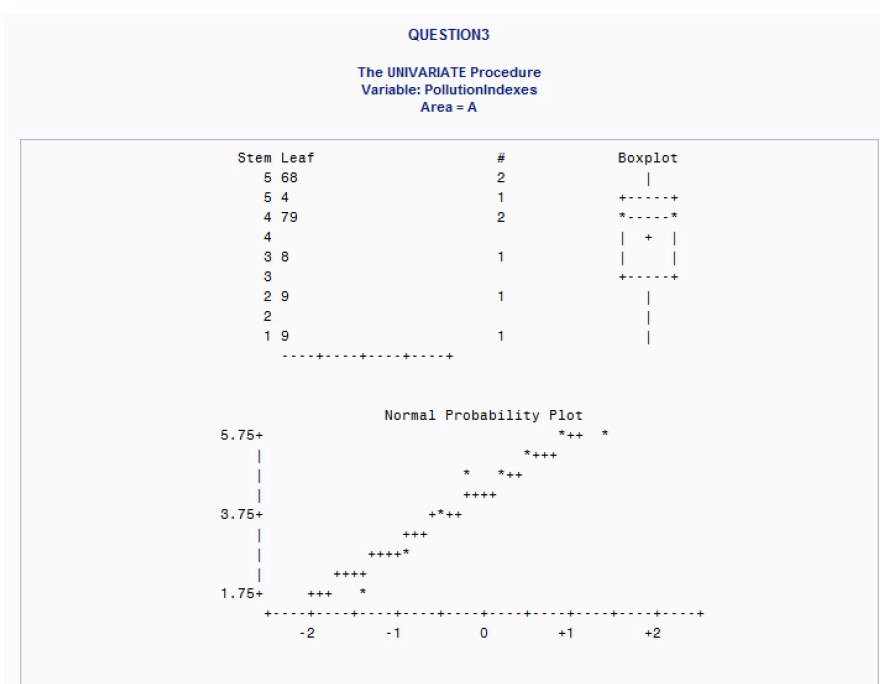 QUESTION3
The UNIVARIATE Procedure
Variable: PollutionIndexes
Area = A
Stem Leaf # Boxplot
5 68 2 |
5 4 1 +-----+
4 79 2 *-----*
4 | + |
3 8 1 | |
3 +-----+
2 9 1 |
2 |
1 9 1 |
----+----+----+----+
Normal Probability Plot
5.75+ *++ *
| *+++
| * *++
| ++++
3.75+ +*++
| +++
| ++++*
| ++++
1.75+ +++ *
+----+----+----+----+----+----+----+----+----+----+
-2 -1 0 +1 +2